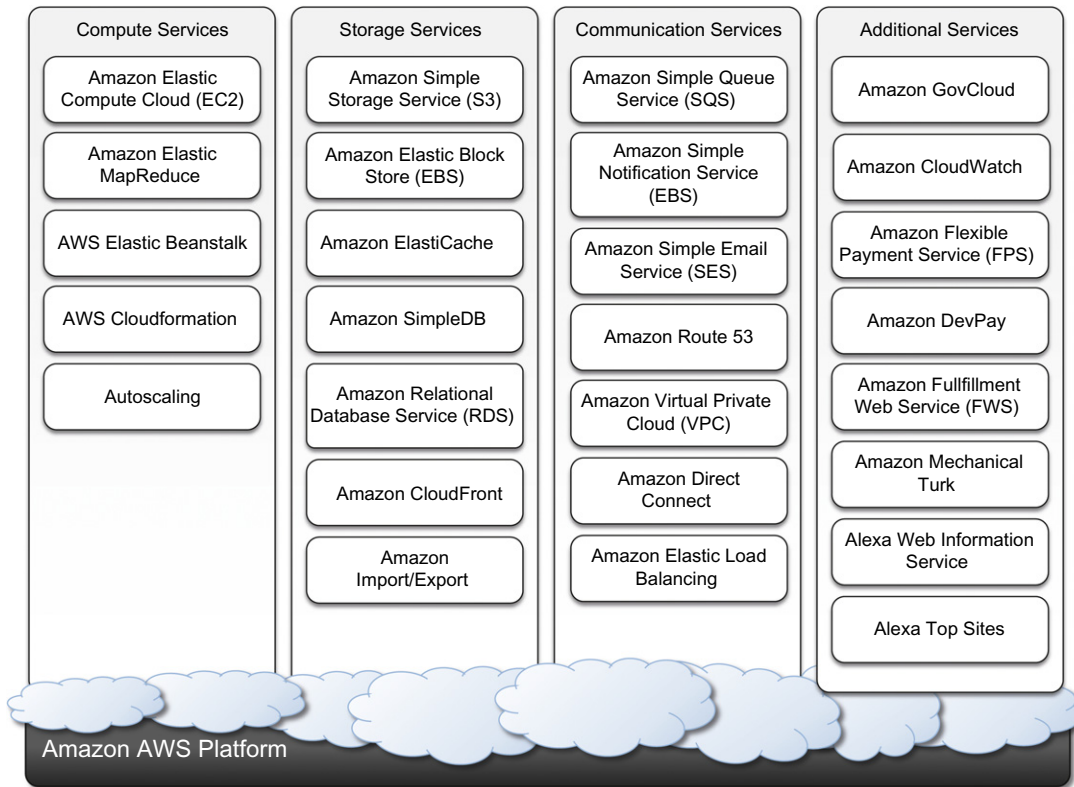 Compute Services
Amazon Elastic
Compute Cloud (EC2)
Amazon Elastic
MapReduce
AWS Elastic Beanstalk
AWS Cloudformation
Autoscaling
Storage Services
Amazon Simple
Storage Service (S3)
Amazon Elastic Block
Store (EBS)
Amazon ElastiCache
Amazon SimpleDB
Amazon Relational
Database Service (RDS)
Amazon CloudFront
Amazon
Import/Export
Communication Services
Amazon Simple Queue
Service (SQS)
Amazon Simple
Notification Service
(EBS)
Amazon Simple Email
Service (SES)
Amazon Route 53
Amazon Virtual Private
Cloud (VPC)
Amazon Direct
Connect
Amazon Elastic Load
Balancing
Additional Services
Amazon GovCloud
Amazon CloudWatch
Amazon Flexible
Payment Service (FPS)
Amazon DevPay
Amazon Fullfillment
Web Service (FWS)
Amazon Mechanical
Turk
Alexa Web Information
Service
Alexa Top Sites
Amazon AWS Platform